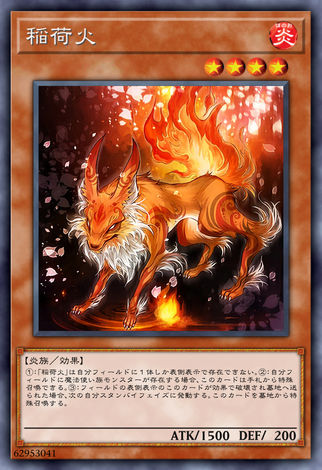 稲荷火
ほのお
炎
【炎族／効果】
①：「稲荷火」は自分フィールドに１体しか表側表示で存在できない。②：自分フ
ィールドに魔法使い族モンスターが存在する場合、このカードは手札から特殊
召喚できる。③：フィールドの表側表示のこのカードが効果で破壊され墓地へ送
られた場合、次の自分スタンバイフェイズに発動する。このカードを墓地から特
殊召喚する。
ATK/1500 DEF/ 200
62953041